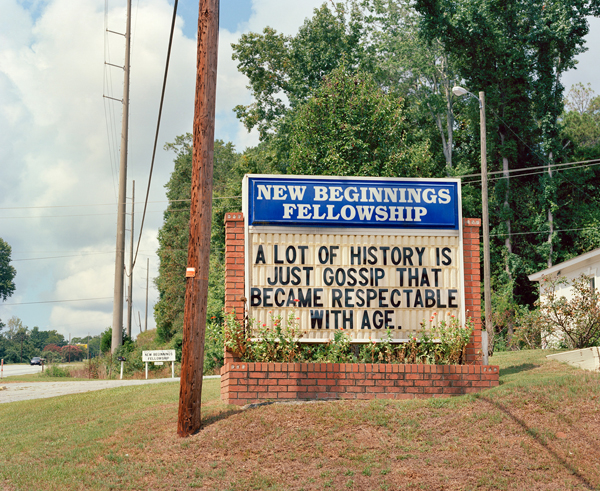 NEW BEGINNINGS
FELLOWSHIP
A LOT OF HISTORY IS
JUST GOSSIP THAT
BECAME RESPECTABLE
WITH AGE.
NEW BEGINNINGS
FELLOWSHIP